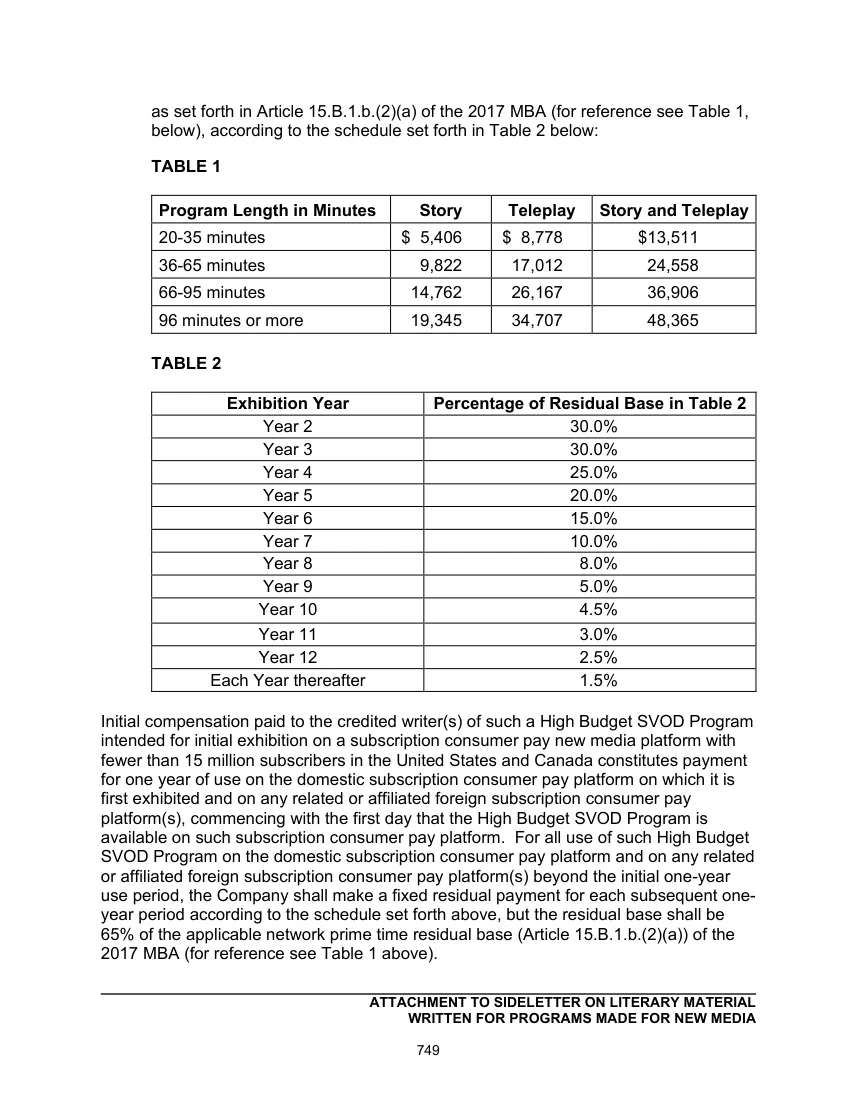 as set forth in Article 15.B.1.b.(2)(a) of the 2017 MBA (for reference see Table 1,
below), according to the schedule set forth in Table 2 below:
TABLE 1
Program Length in Minutes Story Teleplay Story and Teleplay
20-35 minutes $ 5,406 $ 8,778 $13,511
36-65 minutes 9,822 17,012 24,558
66-95 minutes 14,762 26,167 36,906
96 minutes or more 19,345 34,707 48,365
TABLE 2
Exhibition Year Percentage of Residual Base in Table 2
Year 2 30.0%
Year 3 30.0%
Year 4 25.0%
Year 5 20.0%
Year 6 15.0%
Year 7 10.0%
Year 8 8.0%
Year 9 5.0%
Year 10 4.5%
Year 11 3.0%
Year 12 2.5%
Each Year thereafter 1.5%
Initial compensation paid to the credited writer(s) of such a High Budget SVOD Program
intended for initial exhibition on a subscription consumer pay new media platform with
fewer than 15 million subscribers in the United States and Canada constitutes payment
for one year of use on the domestic subscription consumer pay platform on which it is
first exhibited and on any related or affiliated foreign subscription consumer pay
platform(s), commencing with the first day that the High Budget SVOD Program is
available on such subscription consumer pay platform. For all use of such High Budget
SVOD Program on the domestic subscription consumer pay platform and on any related
or affiliated foreign subscription consumer pay platform(s) beyond the initial one-year
use period, the Company shall make a fixed residual payment for each subsequent one-
year period according to the schedule set forth above, but the residual base shall be
65% of the applicable network prime time residual base (Article 15.B.1.b.(2)(a)) of the
2017 MBA (for reference see Table 1 above).
ATTACHMENT TO SIDELETTER ON LITERARY MATERIAL
WRITTEN FOR PROGRAMS MADE FOR NEW MEDIA
749